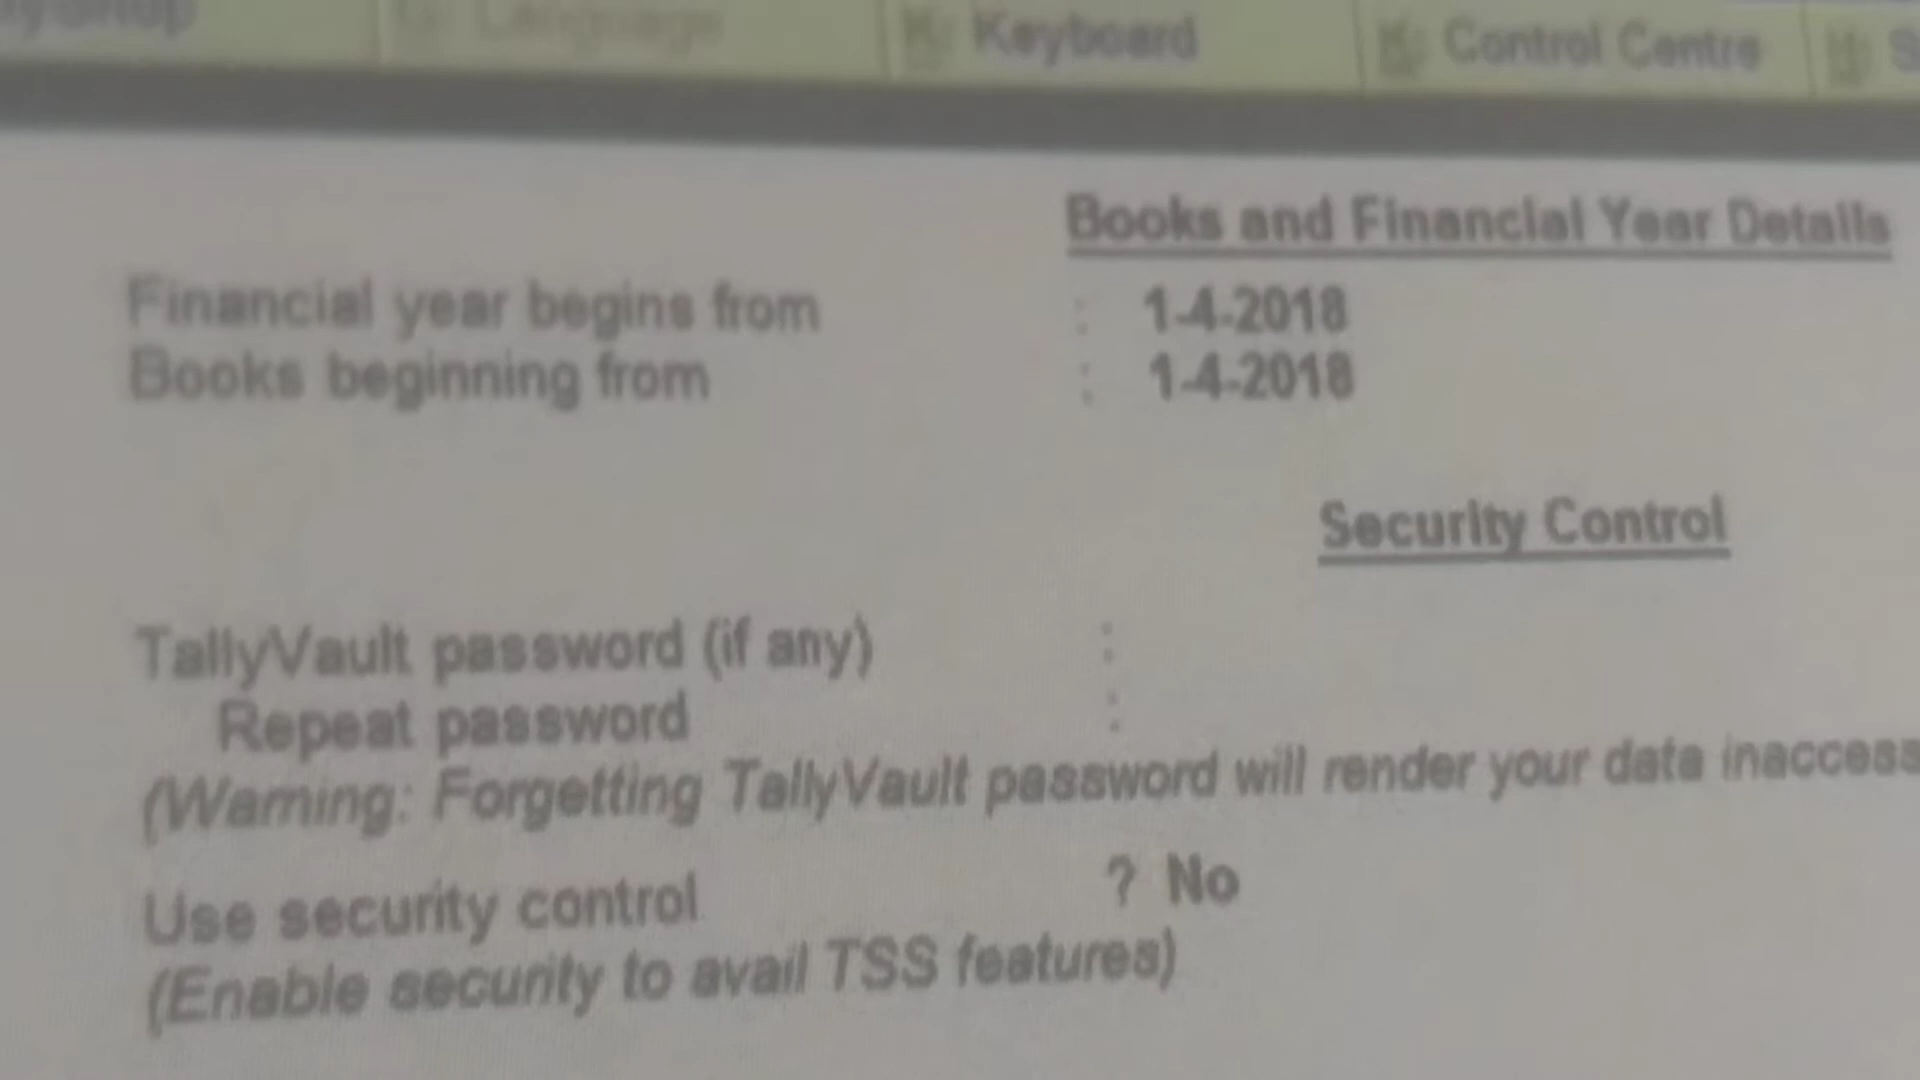 Language K: Keyboard K: Control Centre
Books and Financial Year Details
Financial year begins from : 1-4-2018
Books beginning from : 1-4-2018
Security Control
TallyVault password (if any) :
Repeat password :
(Warning: Forgetting TallyVault password will render your data inaccess
Use security control ? No
(Enable security to avail TSS features)